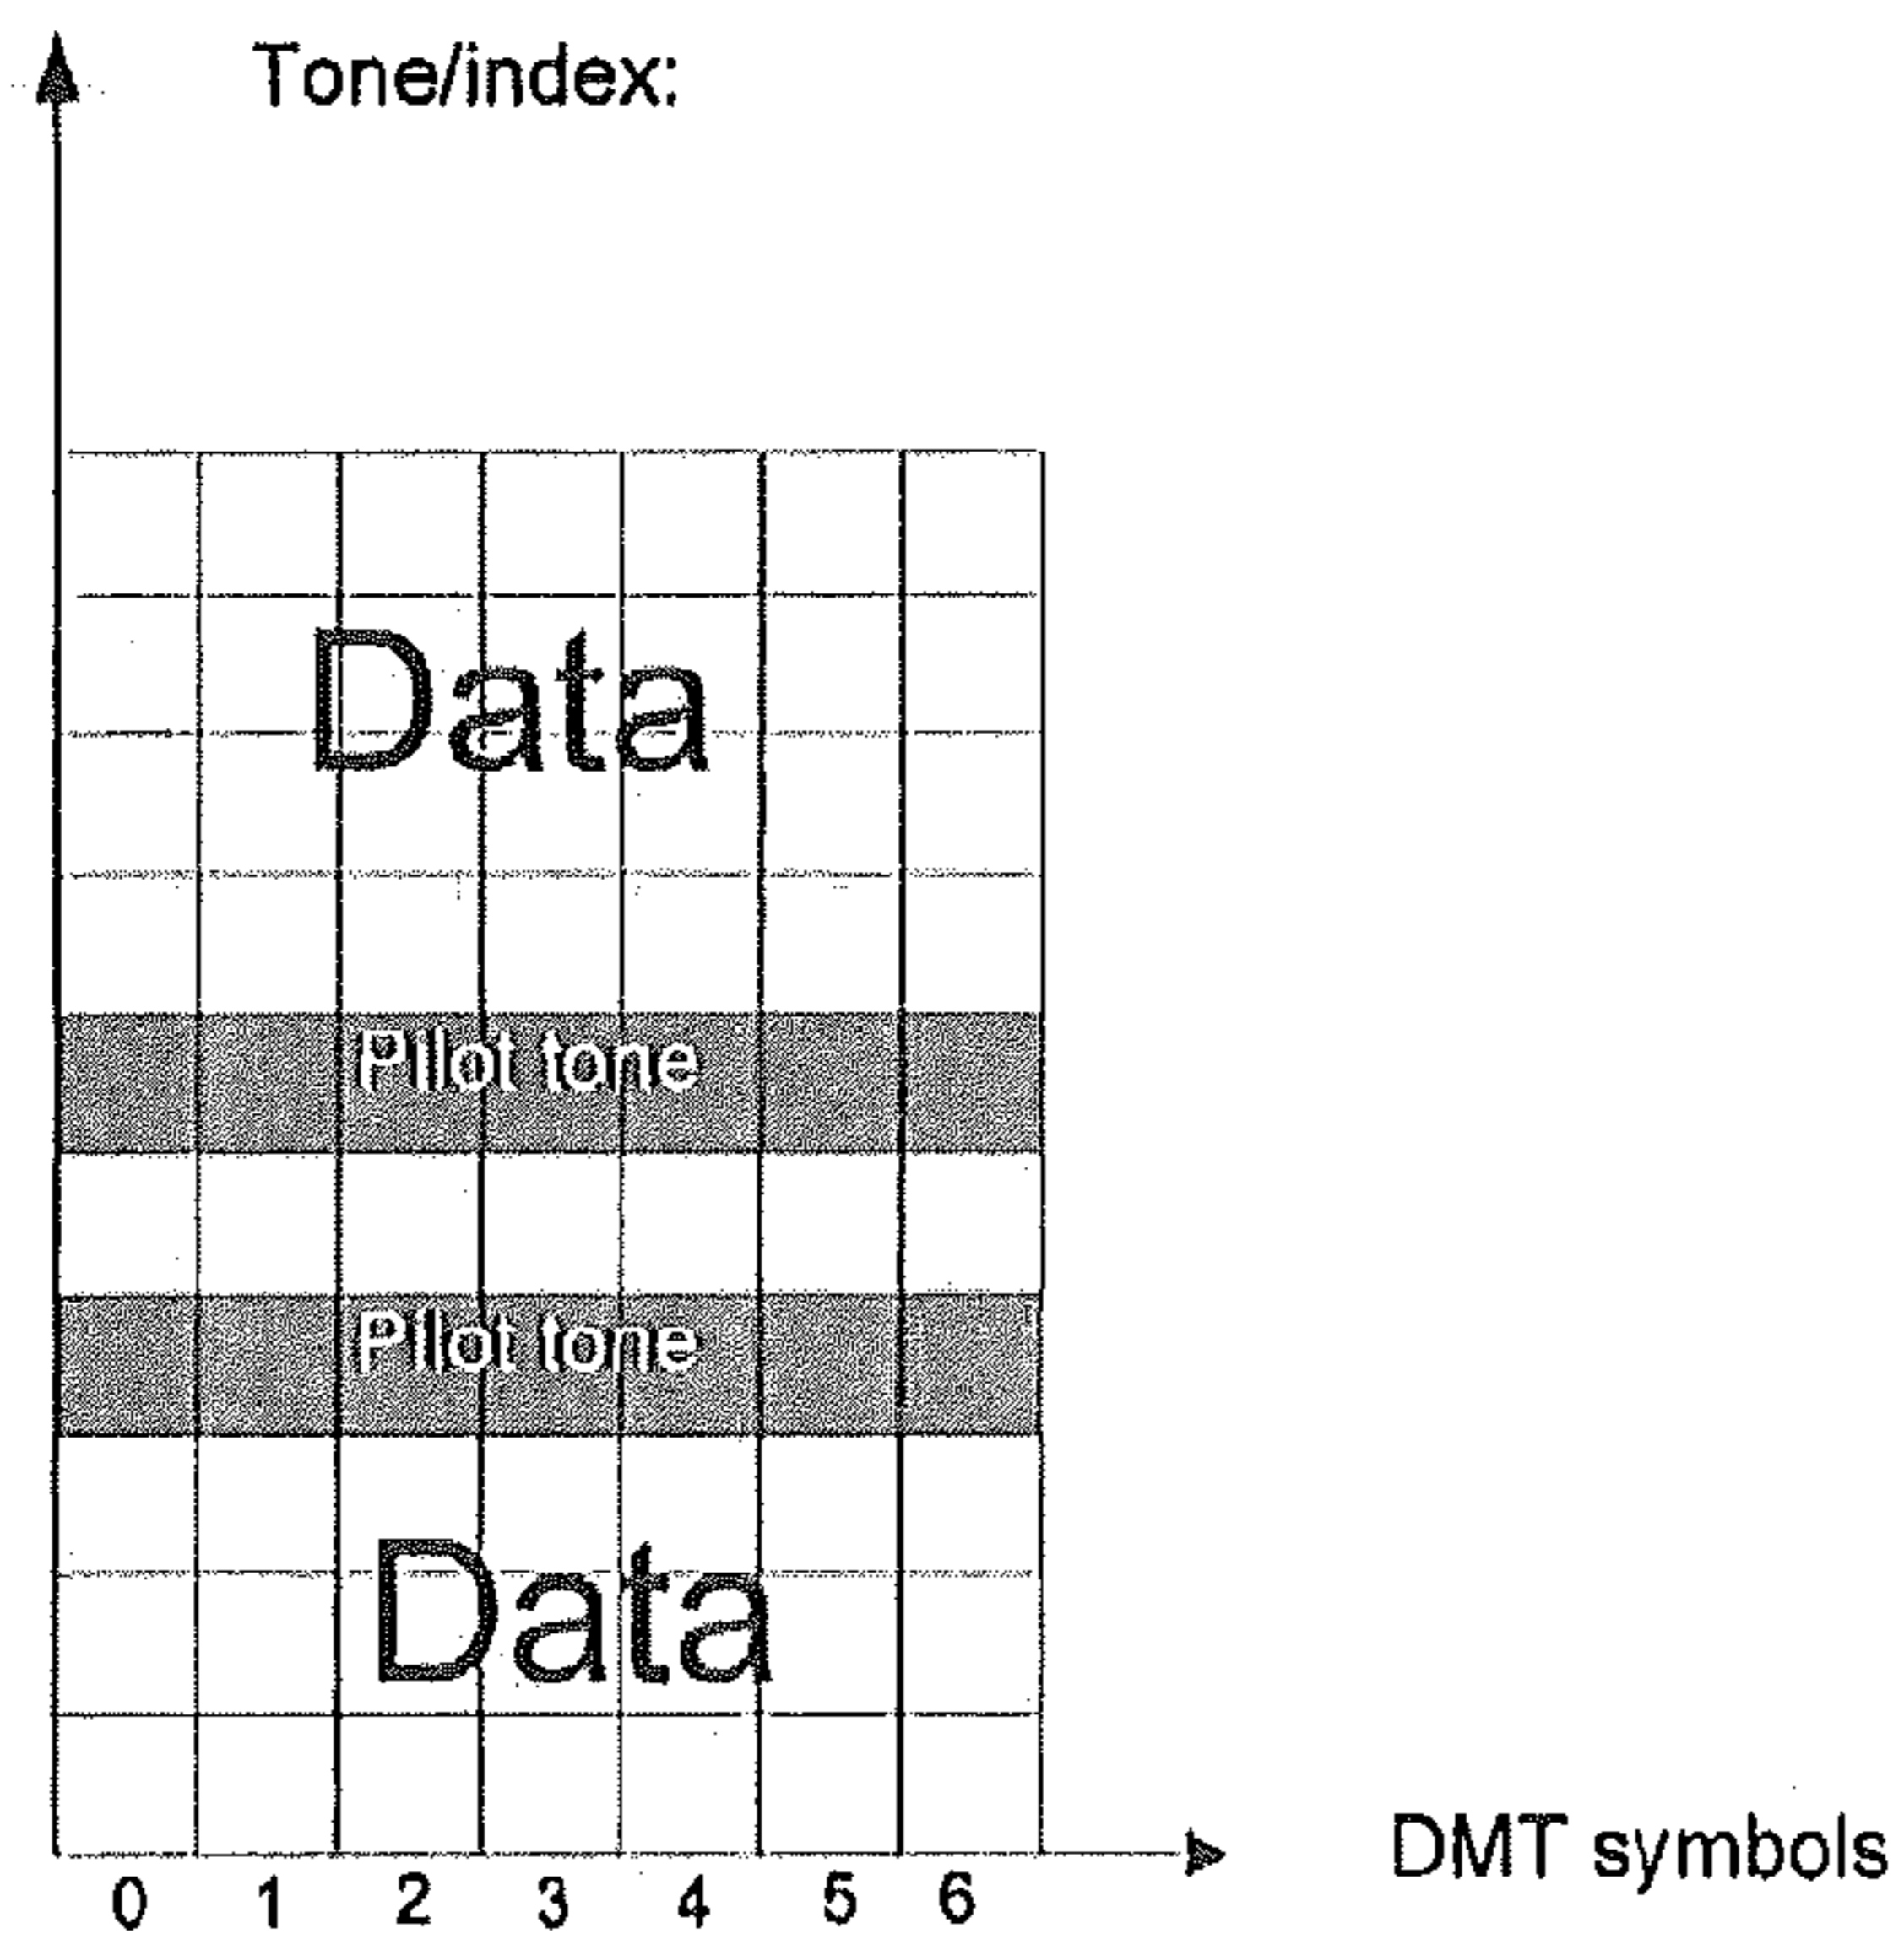 Tone/index:
Data
Pilot tone
Pilot tone
Data
DMT symbols
0 1 2 3 4 5 6